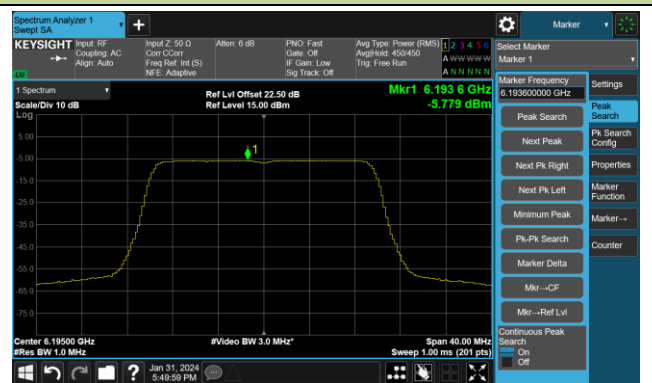 Spectrum Analyzer 1
Swept SA
+
Marker
KEYSIGHT
Input: RF
Coupling: AC
Align: Auto
Input Z: 50 Ω
Corr CCorr
Freq Ref: Int (S)
NFE: Adaptive
Atten: 6 dB
PNO: Fast
Gate: Off
IF Gain: Low
Sig Track: Off
Avg Type: Power (RMS)
Avg|Hold: 450/450
Trig: Free Run
1 2 3 4 5 6
A W W W W W
A N N N N N
LXI
Select Marker
Marker 1
1 Spectrum
Scale/Div 10 dB
Log
Ref Lvl Offset 22.50 dB
Ref Level 15.00 dBm
Mkr1 6.193 6 GHz
-5.779 dBm
5.00
-5.00
-15.0
-25.0
-35.0
-45.0
-55.0
-65.0
-75.0
1
Center 6.19500 GHz
#Res BW 1.0 MHz
#Video BW 3.0 MHz*
Span 40.00 MHz
Sweep 1.00 ms (201 pts)
Marker Frequency
6.193600000 GHz
Peak Search
Next Peak
Next Pk Right
Next Pk Left
Minimum Peak
Pk-Pk Search
Marker Delta
Mkr→CF
Mkr→Ref Lvl
Continuous Peak
Search
On
Off
Settings
Peak
Search
Pk Search
Config
Properties
Marker
Function
Marker→
Counter
?
Jan 31, 2024
5:49:59 PM